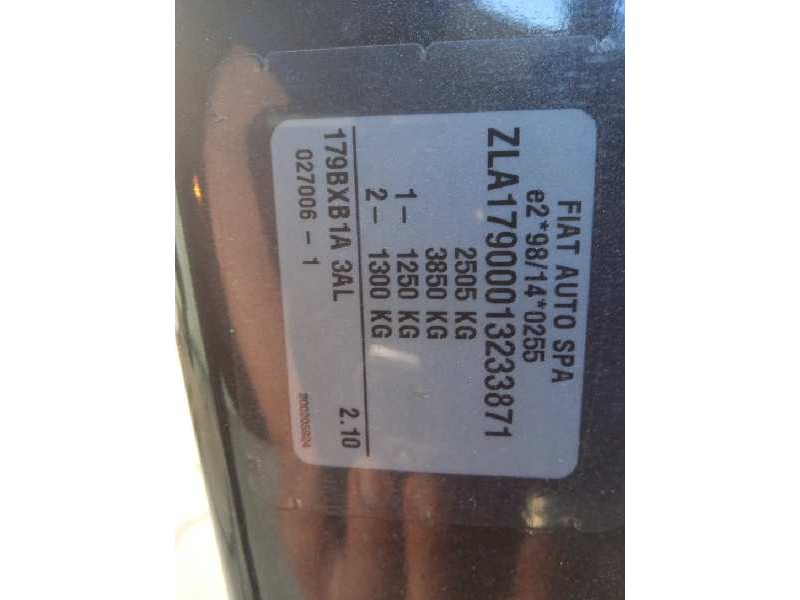 FIAT AUTO SPA
e2*98/14*0255
ZLA17900013233871
2505 KG
3850 KG
1- 1250 KG
2- 1300 KG
179BXB1A 3AL 2.10
027006 - 1